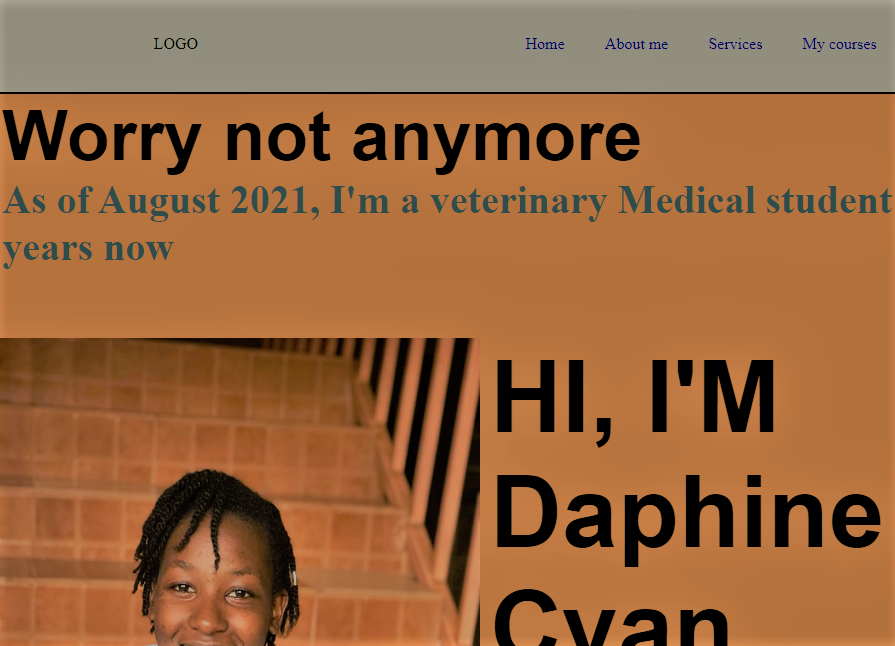 LOGO Home About me Services My courses
Worry not anymore
As of August 2021, I'm a veterinary Medical student
years now
HI, I'M
Daphine
Cyan